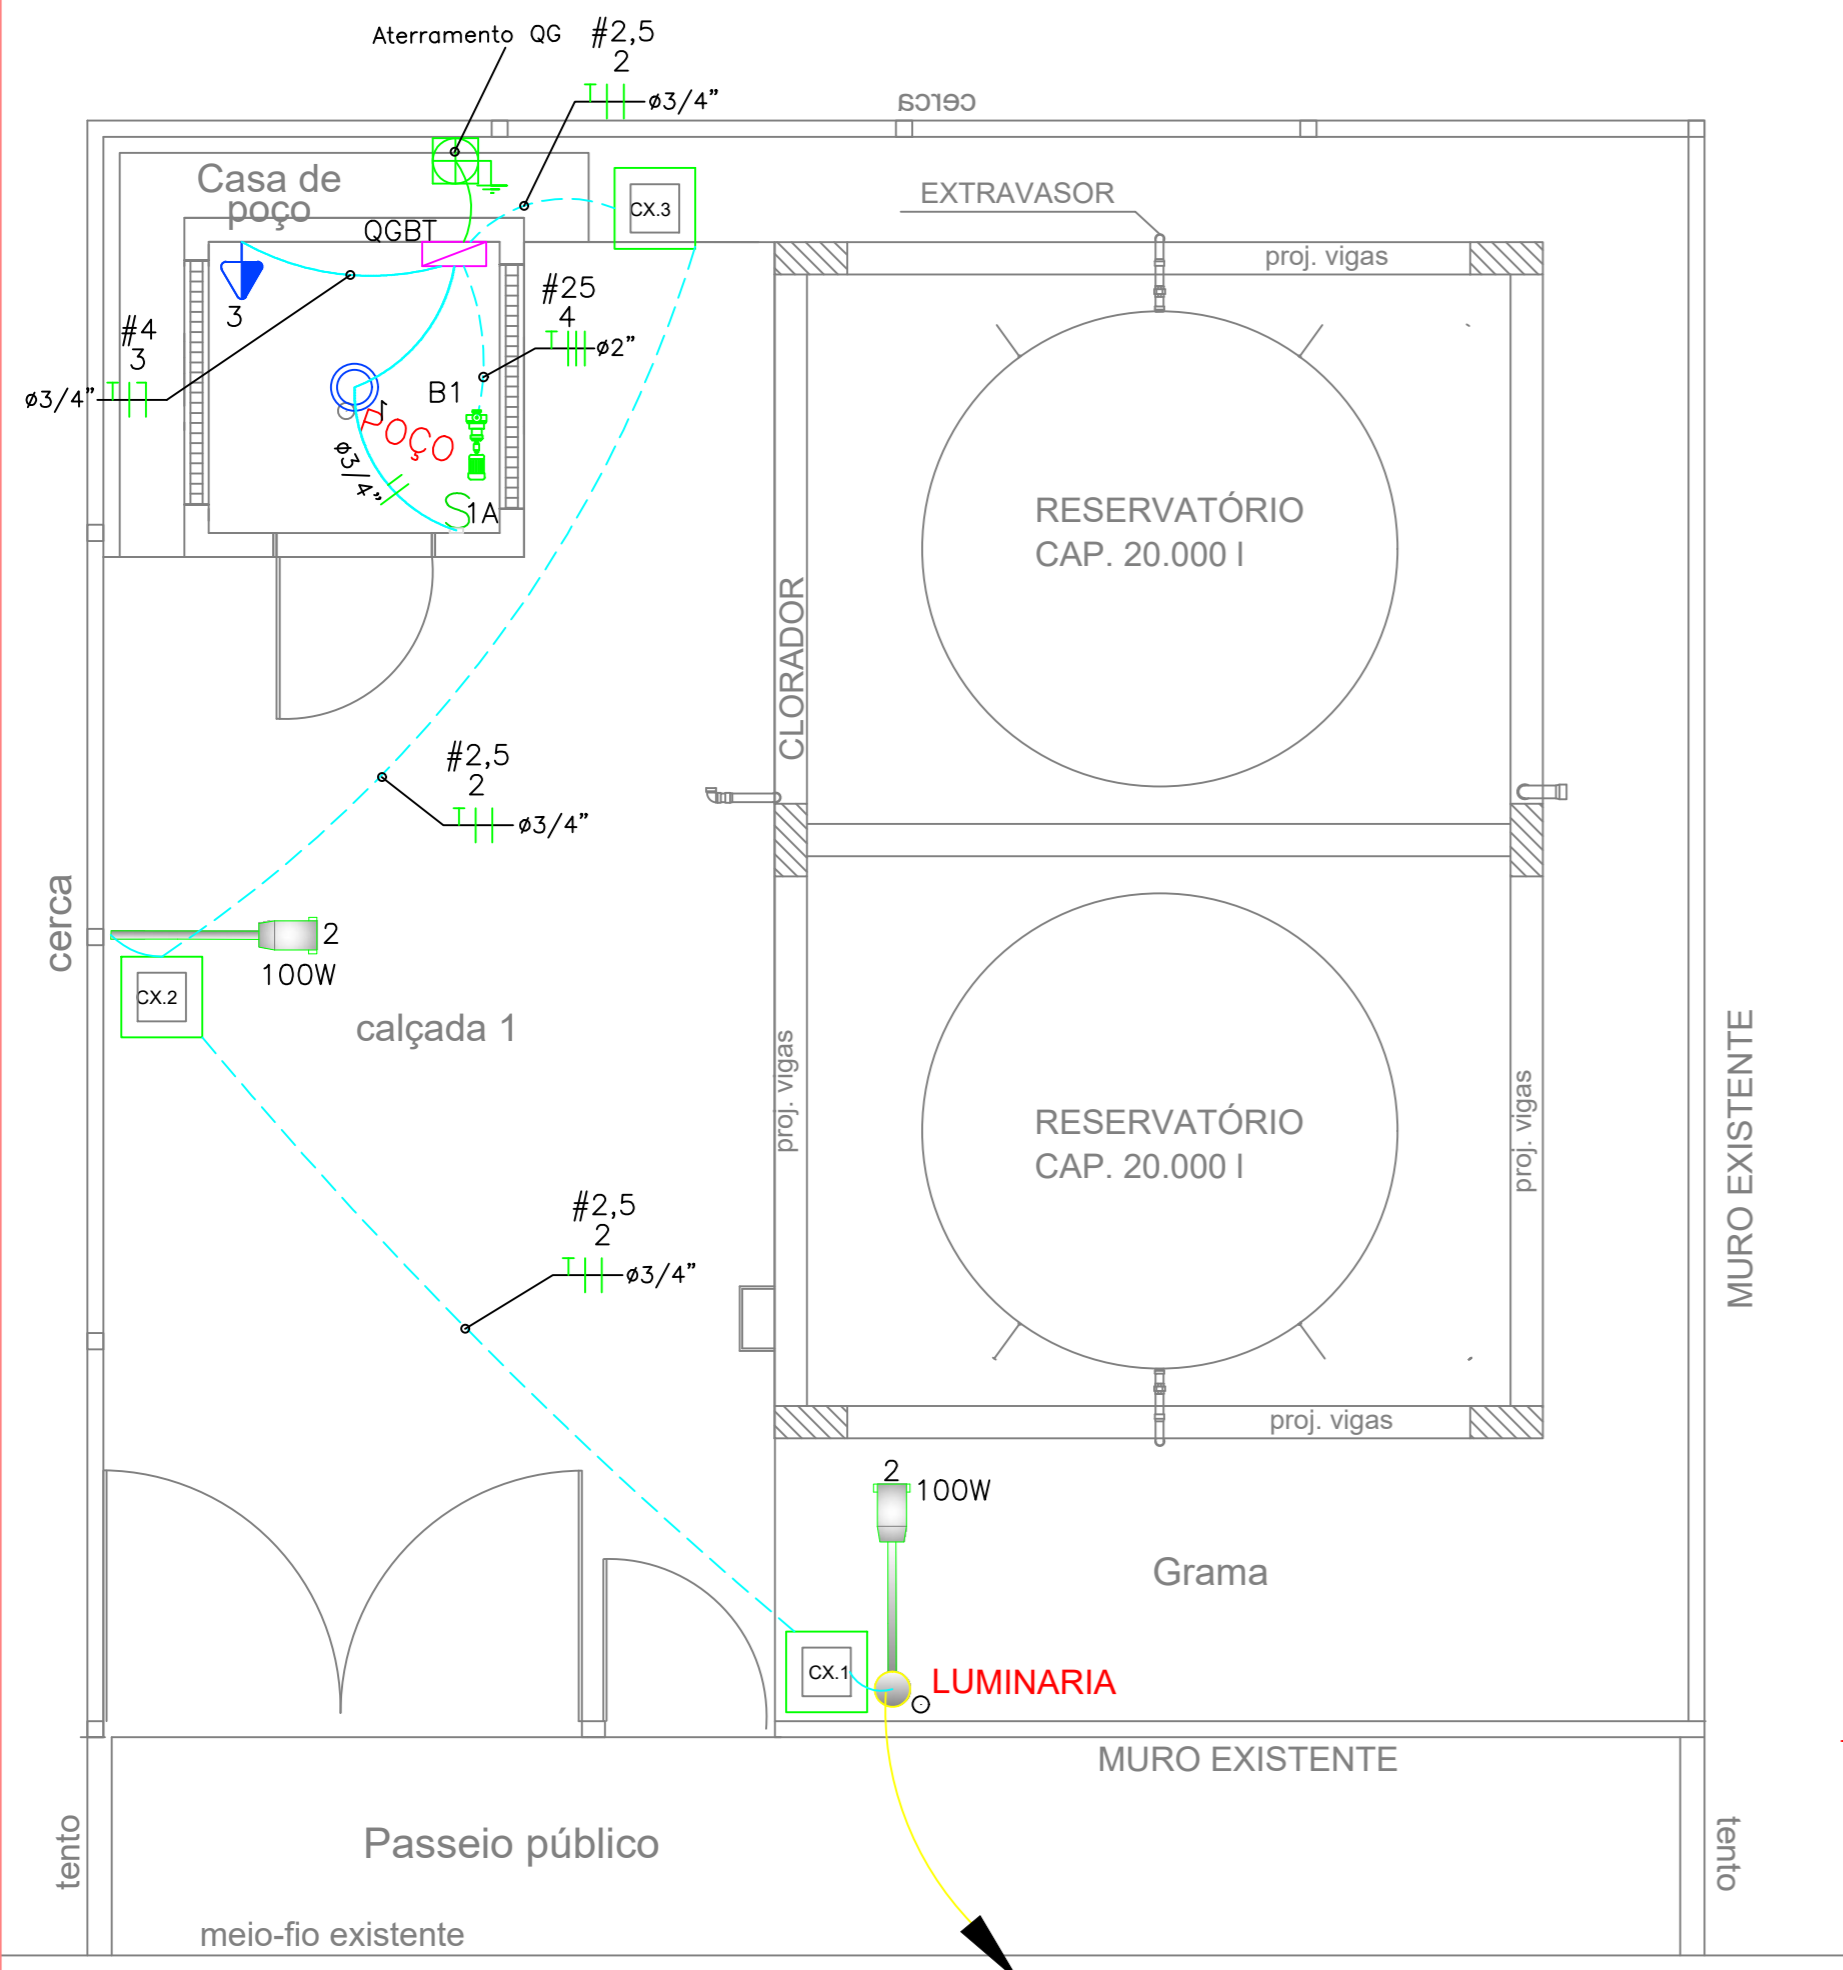 Aterramento QG
#2,5
2
ø3/4"
cerca
Casa de
poço
QGBT
CX.3
EXTRAVASOR
proj. vigas
3
#4
3
ø3/4"
#25
4
ø2"
B1
1
POÇO
ø3/4"
S1A
RESERVATÓRIO
CAP. 20.000 l
CLORADOR
#2,5
2
ø3/4"
cerca
2
100W
CX.2
calçada 1
proj. vigas
RESERVATÓRIO
CAP. 20.000 l
proj. vigas
MURO EXISTENTE
#2,5
2
ø3/4"
proj. vigas
2
100W
Grama
CX.1
LUMINARIA
MURO EXISTENTE
tento
Passeio público
tento
meio-fio existente